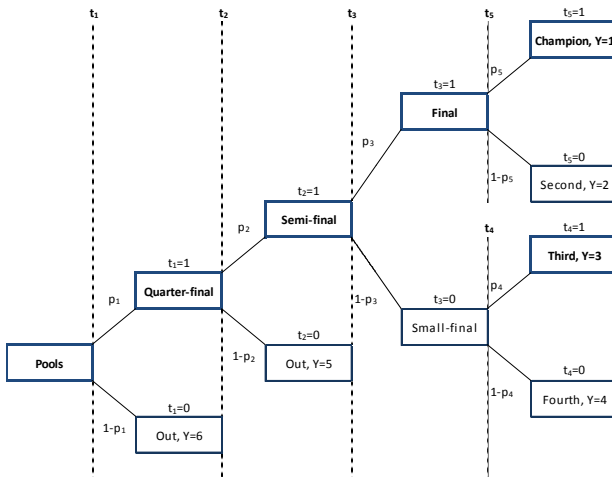 t₁
t₂
t₃
t₅
t₅=1
Champion, Y=1
p₅
t₃=1
Final
p₃
t₅=0
1-p₅
Second, Y=2
t₂=1
Semi-final
p₂
t₄
t₄=1
Third, Y=3
t₁=1
Quarter-final
p₄
p₁
1-p₃
t₃=0
Small-final
t₂=0
Pools
1-p₂
Out, Y=5
t₄=0
1-p₄
Fourth, Y=4
t₁=0
1-p₁
Out, Y=6